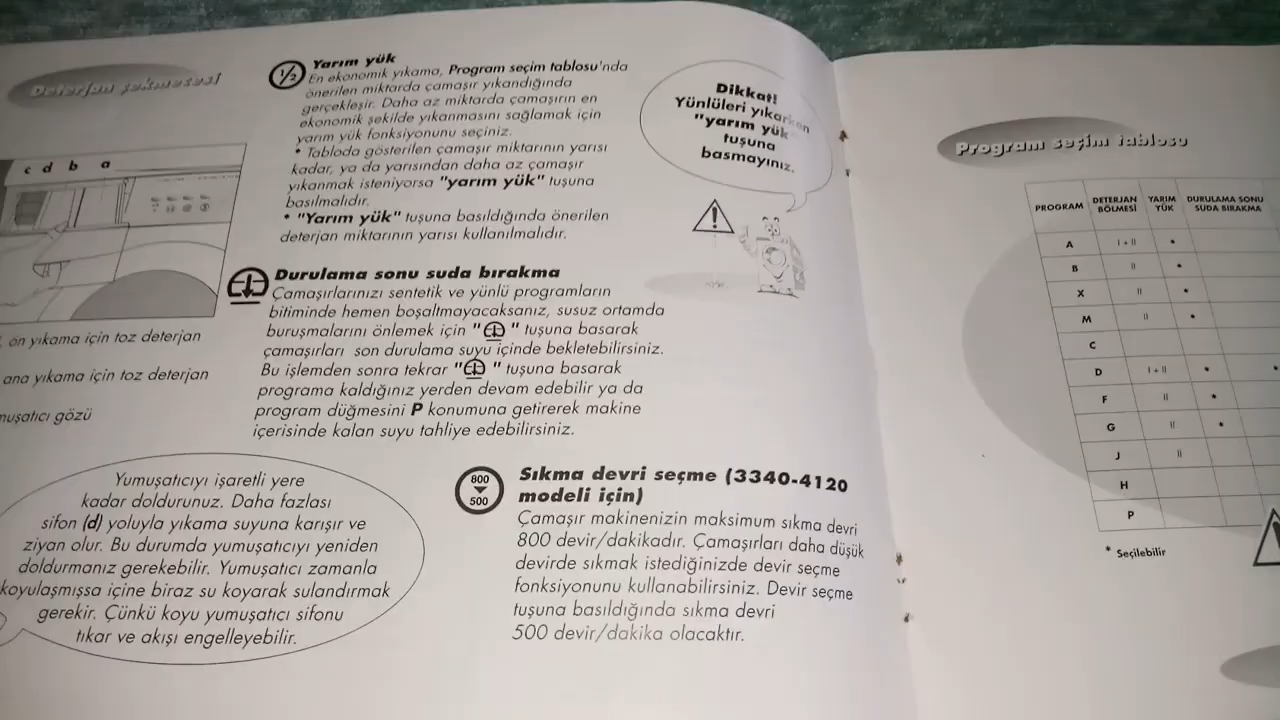 Deterjan çekmecesi
c d b a
ön yıkama için toz deterjan
ana yıkama için toz deterjan
gözü
Yumuşatıcıyı işaretli yere
kadar doldurunuz. Daha fazlası
sifon (d) yoluyla yıkama suyuna karışır ve
ziyan olur. Bu durumda yumuşatıcıyı yeniden
doldurmanız gerekebilir. Yumuşatıcı zamanla
koyulaşmışsa içine biraz su koyarak sulandırmak
gerekir. Çünkü koyu yumuşatıcı sifonu
tıkar ve akışı engelleyebilir.
1/2
Yarım yük
En ekonomik yıkama, Program seçim tablosu'nda
önerilen miktarda çamaşır yıkandığında
gerçekleşir. Daha az miktarda çamaşırın en
ekonomik şekilde yıkanmasını sağlamak için
yarım yük fonksiyonunu seçiniz.
• Tabloda gösterilen çamaşır miktarının yarısı
kadar, ya da yarısından daha az çamaşır
yıkanmak isteniyorsa "yarım yük" tuşuna
basılmalıdır.
• "Yarım yük" tuşuna basıldığında önerilen
deterjan miktarının yarısı kullanılmalıdır.
Dikkat!
Yünlüleri yıkarken
"yarım yük
tuşuna
basmayınız.
Durulama sonu suda bırakma
Çamaşırlarınızı sentetik ve yünlü programların
bitiminde hemen boşaltmayacaksanız, susuz ortamda
buruşmalarını önlemek için " " tuşuna basarak
çamaşırları son durulama suyu içinde bekletebilirsiniz.
Bu işlemden sonra tekrar " " tuşuna basarak
programa kaldığınız yerden devam edebilir ya da
program düğmesini P konumuna getirerek makine
içerisinde kalan suyu tahliye edebilirsiniz.
800
500
Sıkma devri seçme (3340-4120
modeli için)
Çamaşır makinenizin maksimum sıkma devri
800 devir/dakikadır. Çamaşırları daha düşük
devirde sıkmak istediğinizde devir seçme
fonksiyonunu kullanabilirsiniz. Devir seçme
tuşuna basıldığında sıkma devri
500 devir/dakika olacaktır.
Program seçim tablosu
PROGRAM DETERJAN BÖLMESİ YARIM YÜK DURULAMA SONU SUDA BIRAKMA
A I + II *
B II *
X II *
M II *
C
D I + II * *
F II *
G II *
J II
H
P
* Seçilebilir